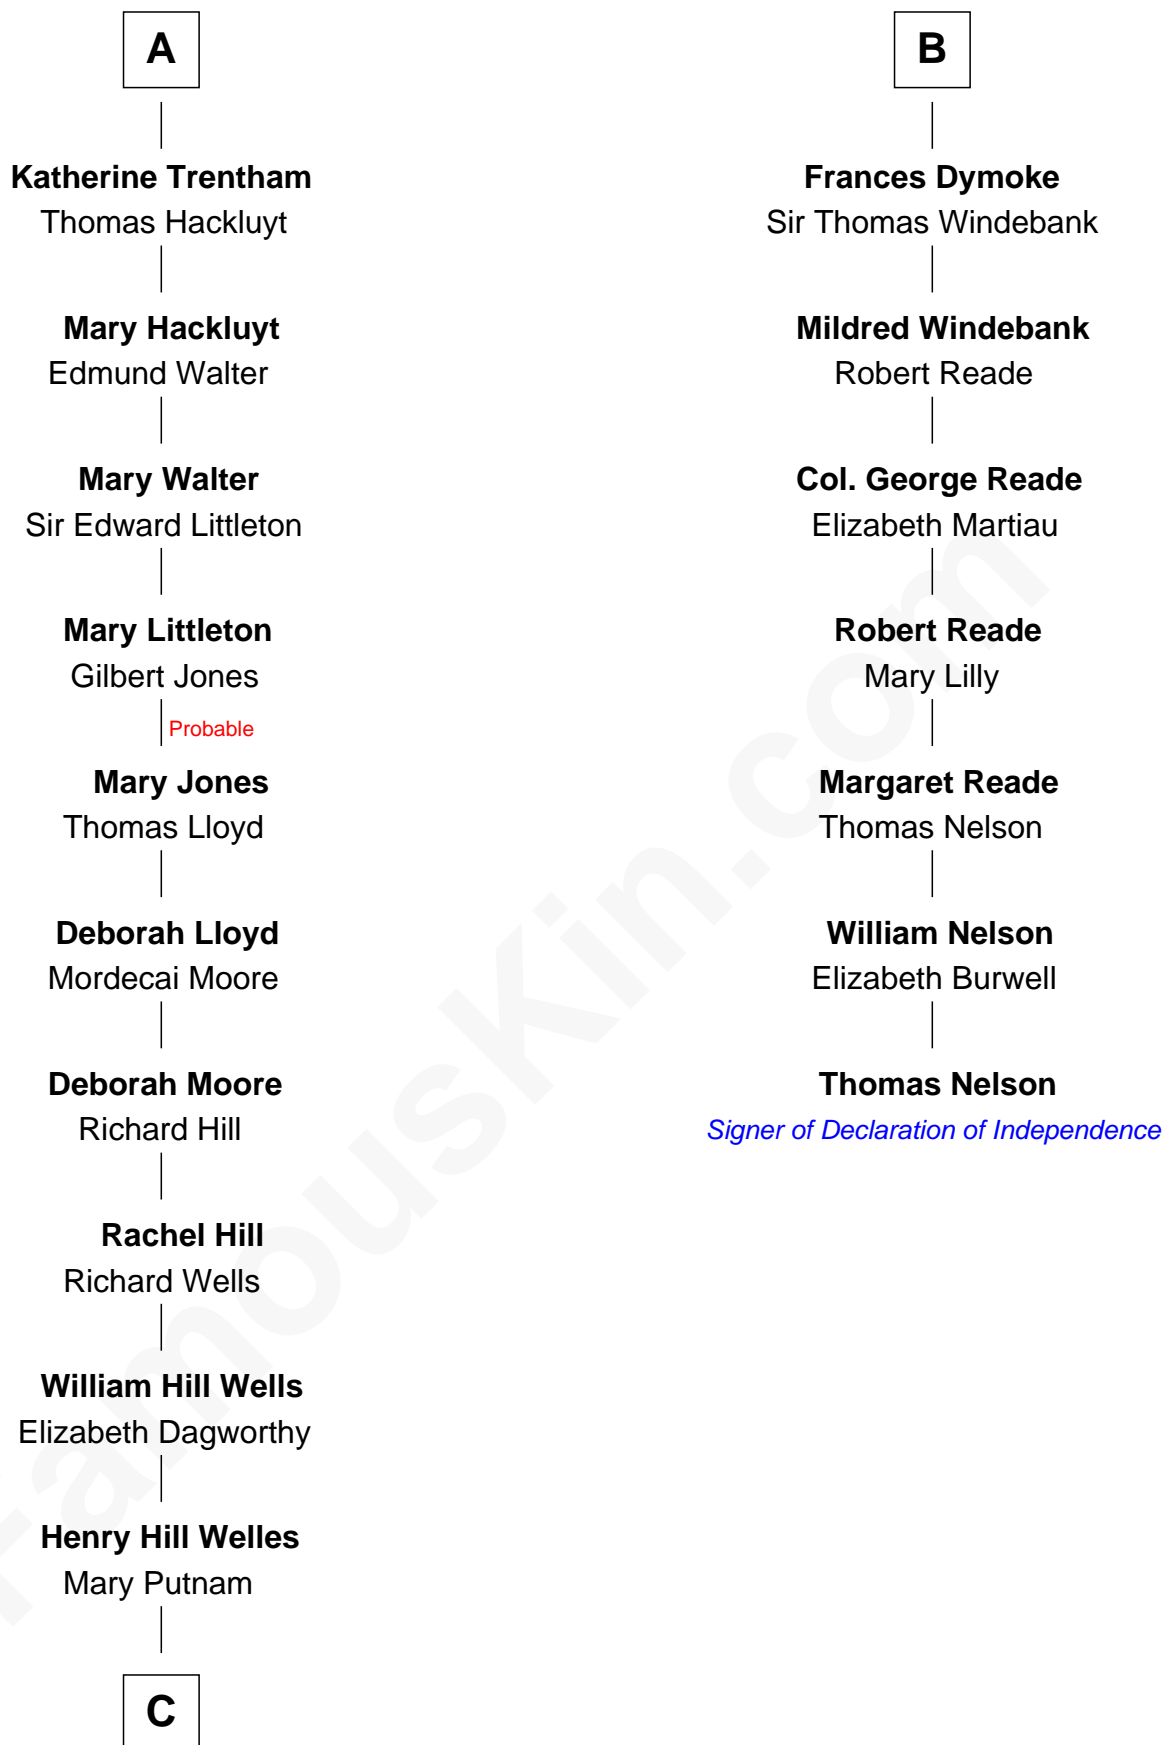 A
Katherine Trentham
Thomas Hackluyt
Mary Hackluyt
Edmund Walter
Mary Walter
Sir Edward Littleton
Mary Littleton
Gilbert Jones
Probable
Mary Jones
Thomas Lloyd
Deborah Lloyd
Mordecai Moore
Deborah Moore
Richard Hill
Rachel Hill
Richard Wells
William Hill Wells
Elizabeth Dagworthy
Henry Hill Welles
Mary Putnam
C
B
Frances Dymoke
Sir Thomas Windebank
Mildred Windebank
Robert Reade
Col. George Reade
Elizabeth Martiau
Robert Reade
Mary Lilly
Margaret Reade
Thomas Nelson
William Nelson
Elizabeth Burwell
Thomas Nelson
Signer of Declaration of Independence
FamousKin.com